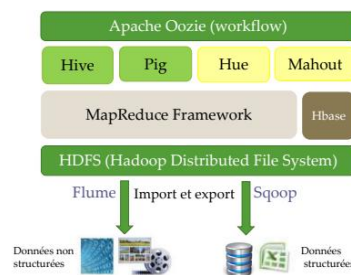 Apache Oozie (workflow)
Hive
Pig
Hue
Mahout
MapReduce Framework
Hbase
HDFS (Hadoop Distributed File System)
Flume
Import et export
Sqoop
Données non
structurées
Données
structurées